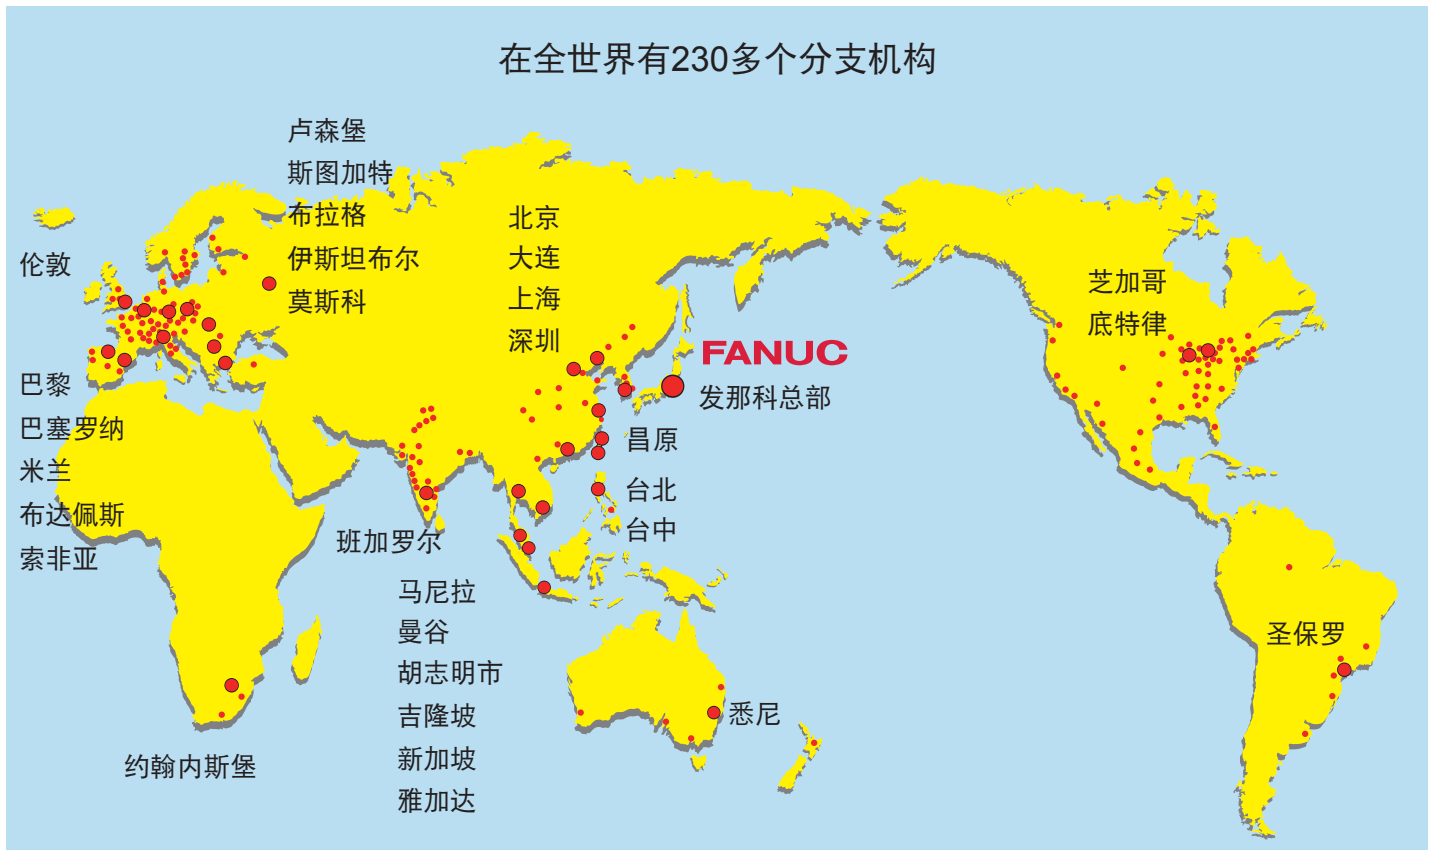 在全世界有230多个分支机构
卢森堡
斯图加特
布拉格
伊斯坦布尔
莫斯科
伦敦
巴黎
巴塞罗纳
米兰
布达佩斯
索非亚
北京
大连
上海
深圳
FANUC
发那科总部
昌原
台北
台中
班加罗尔
马尼拉
曼谷
胡志明市
吉隆坡
新加坡
雅加达
悉尼
约翰内斯堡
芝加哥
底特律
圣保罗